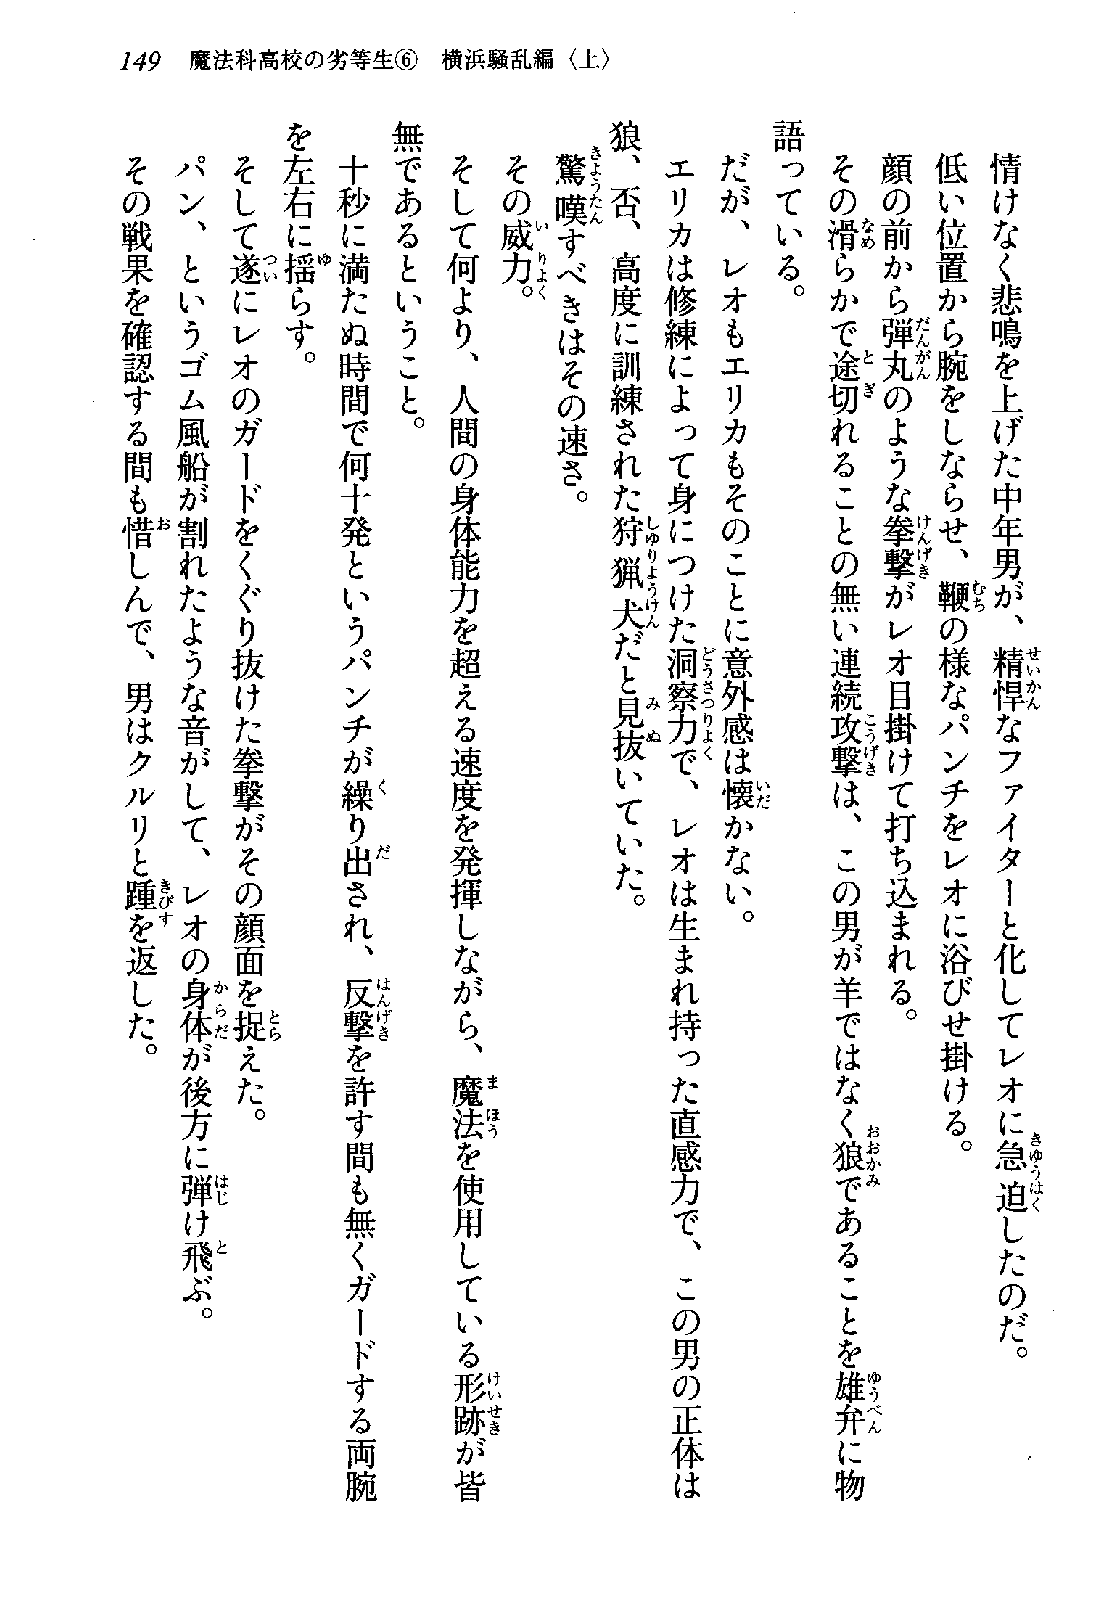 149　魔法科高校の劣等生⑥　横浜騒乱編〈上〉
情けなく悲鳴を上げた中年男が、精悍なファイターと化してレオに急迫したのだ。
低い位置から腕をしならせ、鞭の様なパンチをレオに浴びせ掛ける。
顔の前から弾丸のような拳撃がレオ目掛けて打ち込まれる。
その滑らかで途切れることの無い連続攻撃は、この男が羊ではなく狼であることを雄弁に物
語っている。
だが、レオもエリカもそのことに意外感は懐かない。
エリカは修練によって身につけた洞察力で、レオは生まれ持った直感力で、この男の正体は
狼、否、高度に訓練された狩猟犬だと見抜いていた。
驚嘆すべきはその速さ。
その威力。
そして何より、人間の身体能力を超える速度を発揮しながら、魔法を使用している形跡が皆
無であるということ。
十秒に満たぬ時間で何十発というパンチが繰り出され、反撃を許す間も無くガードする両腕
を左右に揺らす。
そして遂にレオのガードをくぐり抜けた拳撃がその顔面を捉えた。
パン、というゴム風船が割れたような音がして、レオの身体が後方に弾け飛ぶ。
その戦果を確認する間も惜しんで、男はクルリと踵を返した。